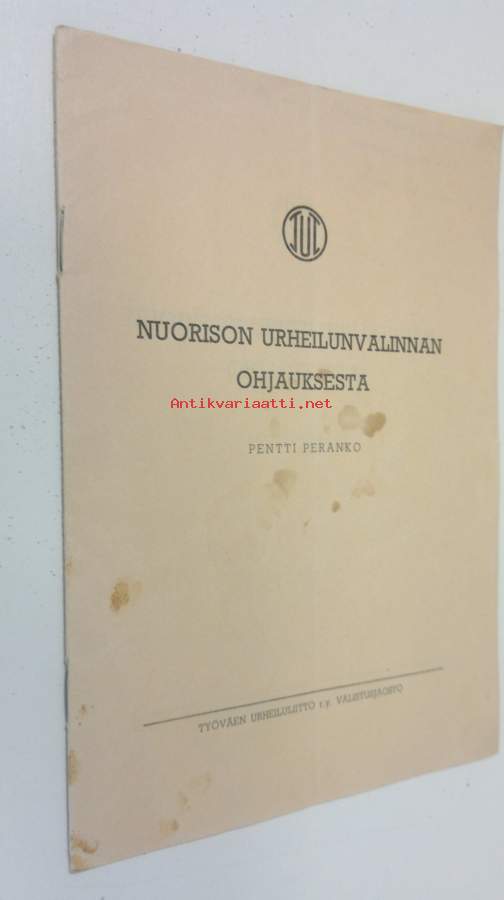 TUL
NUORISON URHEILUNVALINNAN
OHJAUKSESTA
Antikvariaatti.net
PENTTI PERANKO
TYÖVÄEN URHEILULIITTO r.y. VALISTUSJAOSTO